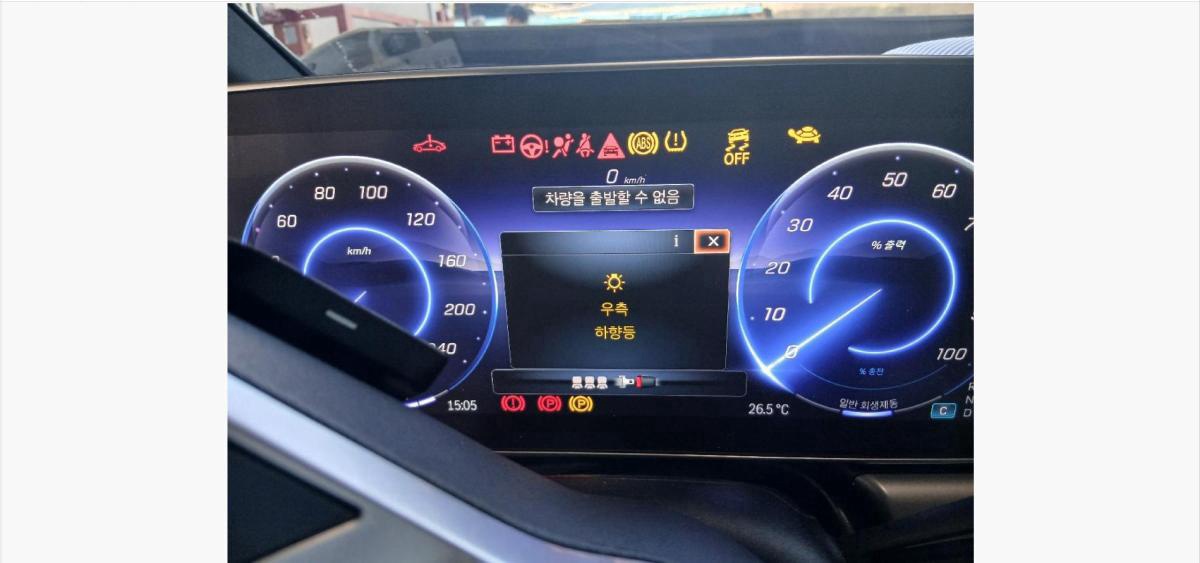 ABS
OFF
0 km/h
차량을 출발할 수 없음
i
우측
하향등
60
80
100
120
160
200
km/h
10
20
30
40
50
60
100
0
% 출력
% 충전
15:05
P
P
26.5 °C
일반 회생제동
C
R
N
D